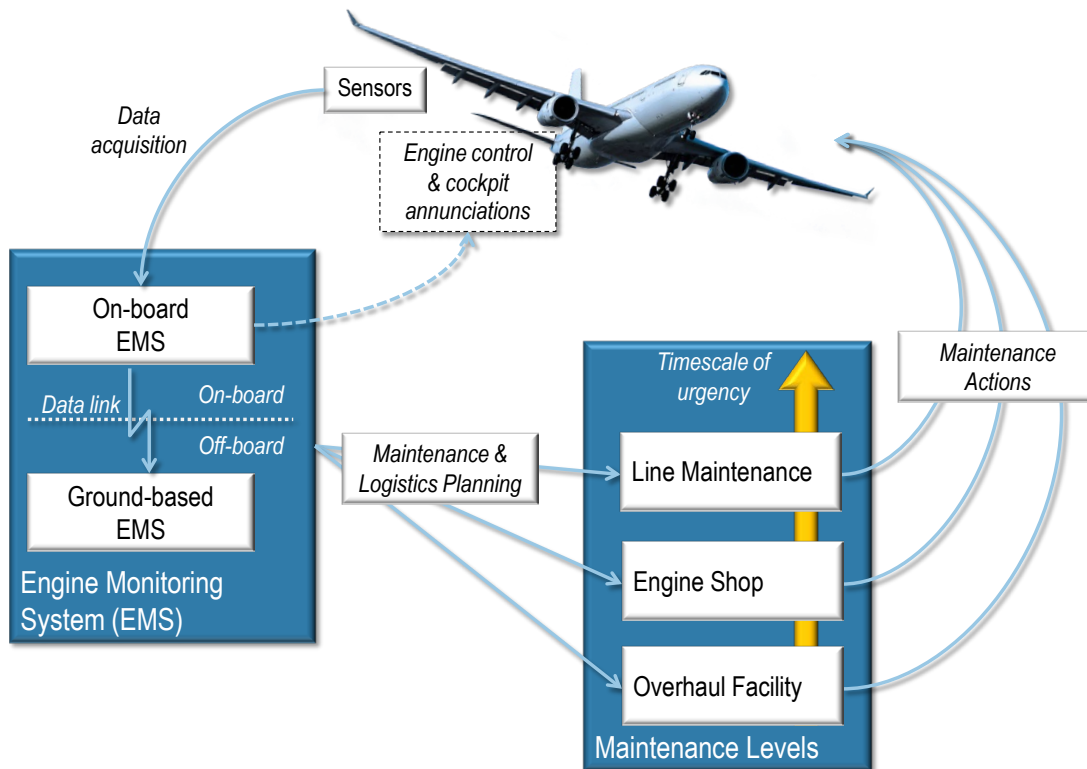 Sensors
Data
acquisition
Engine control
& cockpit
annunciations
On-board
EMS
Data link
On-board
Off-board
Ground-based
EMS
Engine Monitoring
System (EMS)
Maintenance &
Logistics Planning
Timescale of
urgency
Line Maintenance
Engine Shop
Overhaul Facility
Maintenance Levels
Maintenance
Actions